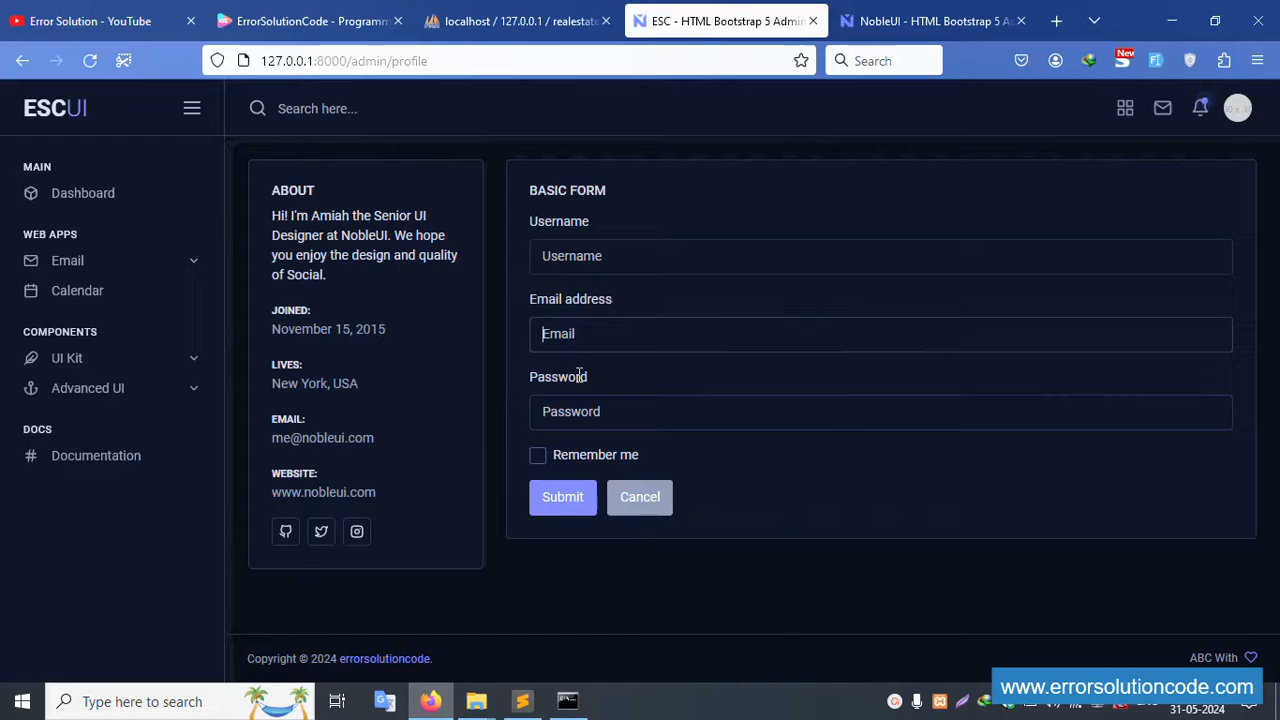 Error Solution - YouTube
ErrorSolutionCode - Programm
localhost / 127.0.0.1 / realestate
ESC - HTML Bootstrap 5 Admin
NobleUI - HTML Bootstrap 5 Ad
127.0.0.1:8000/admin/profile
Search
New
ESCUI
Search here...
MAIN
Dashboard
WEB APPS
Email
Calendar
COMPONENTS
UI Kit
Advanced UI
DOCS
Documentation
ABOUT
Hi! I'm Amiah the Senior UI
Designer at NobleUI. We hope
you enjoy the design and quality
of Social.
JOINED:
November 15, 2015
LIVES:
New York, USA
EMAIL:
me@nobleui.com
WEBSITE:
www.nobleui.com
BASIC FORM
Username
Username
Email address
Email
Password
Password
Remember me
Submit
Cancel
Copyright © 2024 errorsolutioncode.
ABC With
www.errorsolutioncode.com
Type here to search
31-05-2024